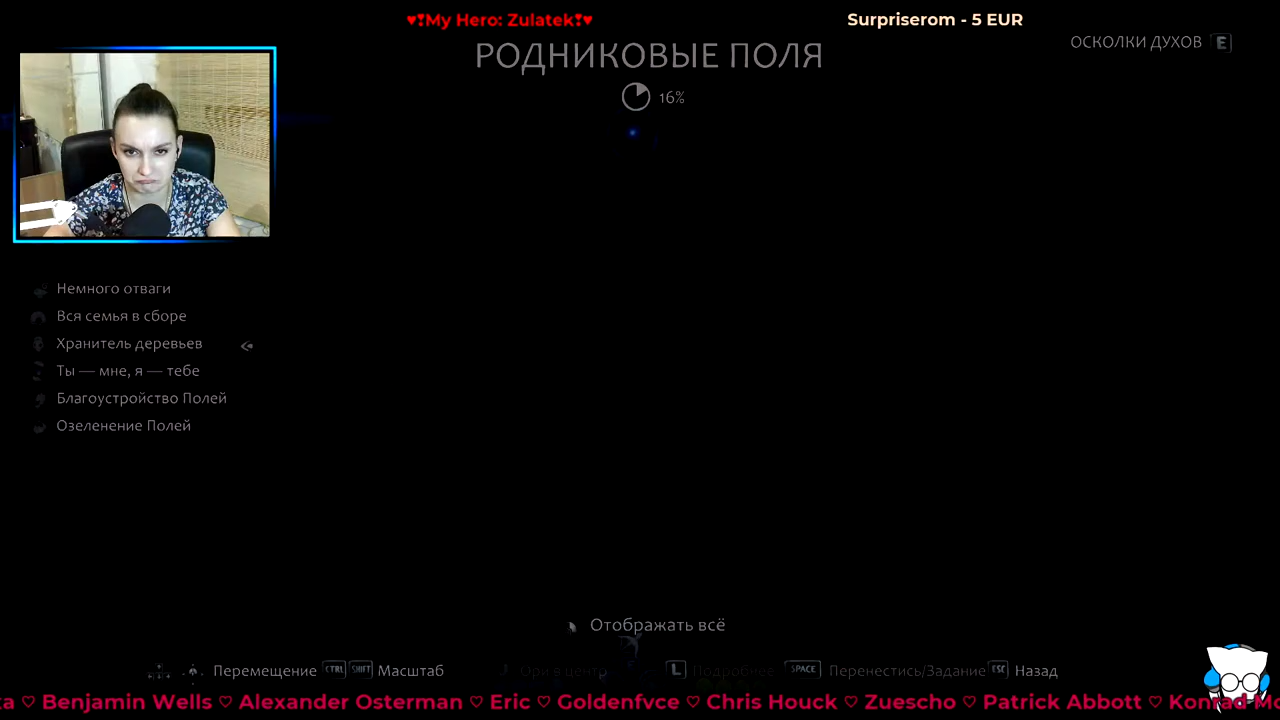 ♥❣My Hero: Zulatek❣♥
Surpriserom - 5 EUR
РОДНИКОВЫЕ ПОЛЯ
ОСКОЛКИ ДУХОВ E
16%
Немного отваги
Вся семья в сборе
Хранитель деревьев
Ты — мне, я — тебе
Благоустройство Полей
Озеленение Полей
Отображать всё
Перемещение CTRL SHIFT Масштаб Ори в центр L Подробнее SPACE Перенестись/Задание ESC Назад
♡ Benjamin Wells ♡ Alexander Osterman ♡ Eric ♡ Goldenfvce ♡ Chris Houck ♡ Zuescho ♡ Patrick Abbott ♡